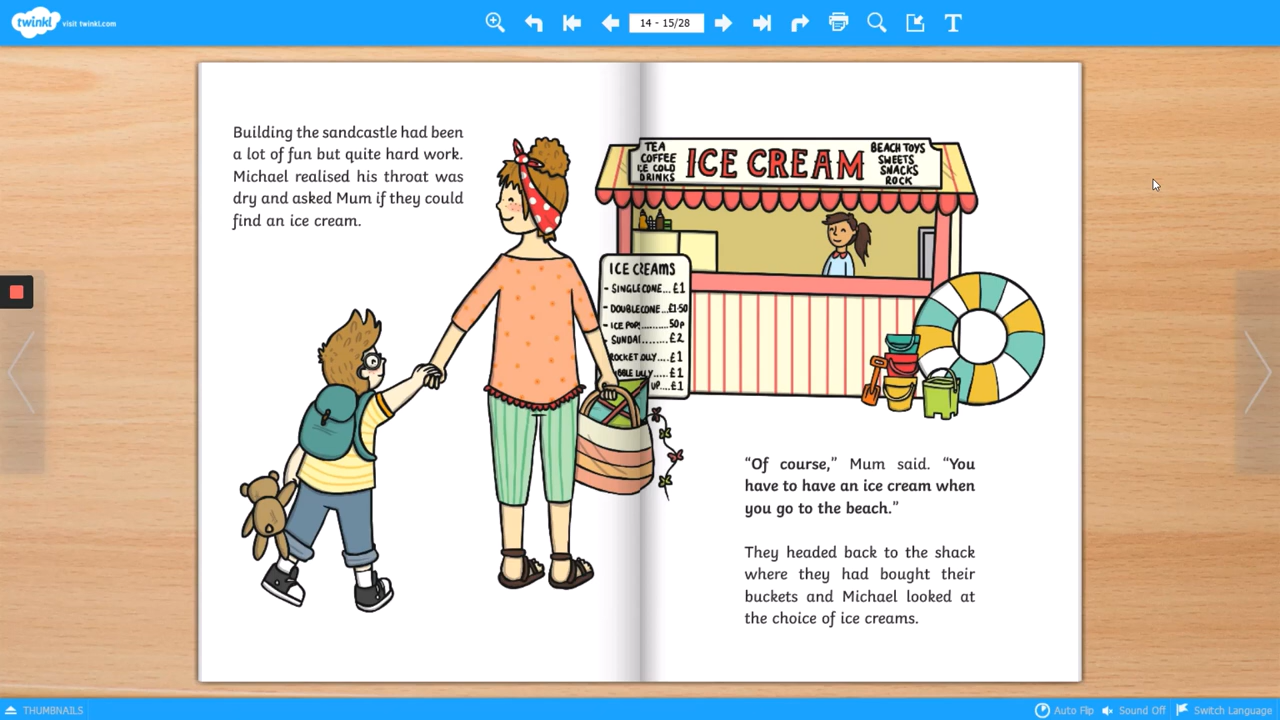 twinkl visit twinkl.com
14 - 15/28
Building the sandcastle had been
a lot of fun but quite hard work.
Michael realised his throat was
dry and asked Mum if they could
find an ice cream.
TEA
COFFEE
ICE COLD
DRINKS
ICE CREAM
BEACH TOYS
SWEETS
SNACKS
ROCK
ICE CREAMS
- SINGLE CONE... £1
- DOUBLE CONE...£1·50
- ICE POP.........50p
- SUNDA.........£2
ROCKET OLLY....£1
LLY.....£1
UP....£1
“Of course,” Mum said. “You
have to have an ice cream when
you go to the beach.”
They headed back to the shack
where they had bought their
buckets and Michael looked at
the choice of ice creams.
THUMBNAILS
Auto Flip
Sound Off
Switch Language